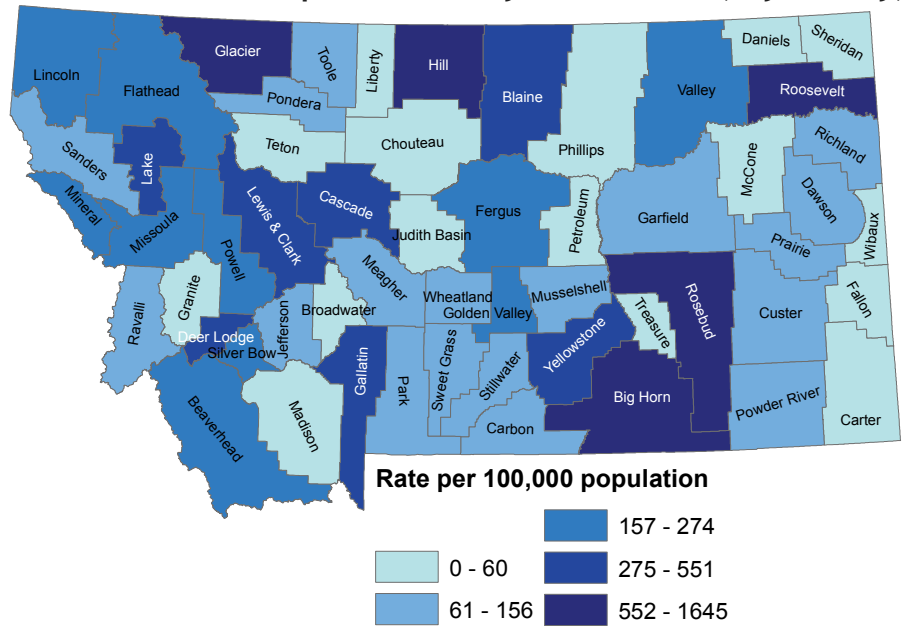 Sheridan
Daniels
Glacier
Toole
Liberty
Hill
Lincoln
Flathead
Blaine
Valley
Roosevelt
Pondera
Teton
Chouteau
Phillips
Richland
Sanders
Lake
McCone
Dawson
Mineral
Missoula
Lewis & Clark
Cascade
Fergus
Petroleum
Garfield
Wibaux
Judith Basin
Powell
Prairie
Meagher
Granite
Ravalli
Jefferson
Broadwater
Wheatland
Golden Valley
Musselshell
Rosebud
Treasure
Custer
Fallon
Deer Lodge
Silver Bow
Gallatin
Park
Sweet Grass
Stillwater
Yellowstone
Beaverhead
Madison
Carbon
Big Horn
Powder River
Carter
Rate per 100,000 population
0 - 60
61 - 156
157 - 274
275 - 551
552 - 1645